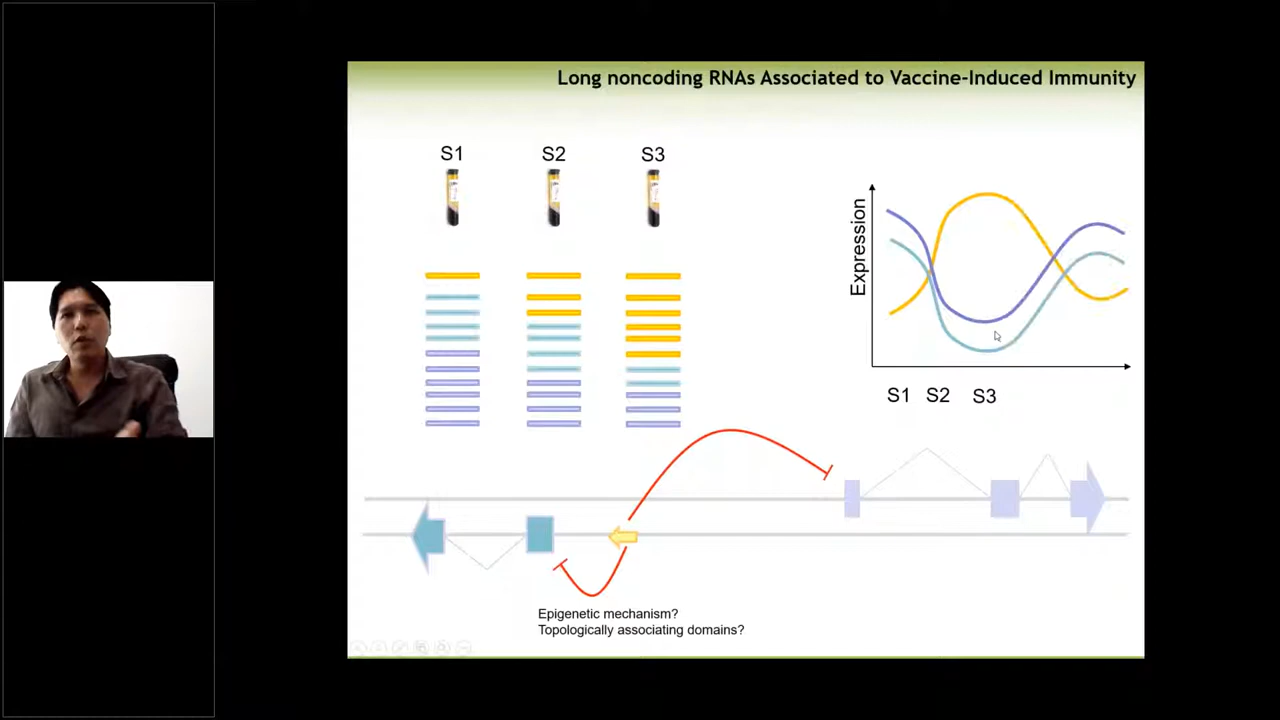 Long noncoding RNAs Associated to Vaccine-Induced Immunity
S1 S2 S3
Expression
S1 S2 S3
Epigenetic mechanism?
Topologically associating domains?